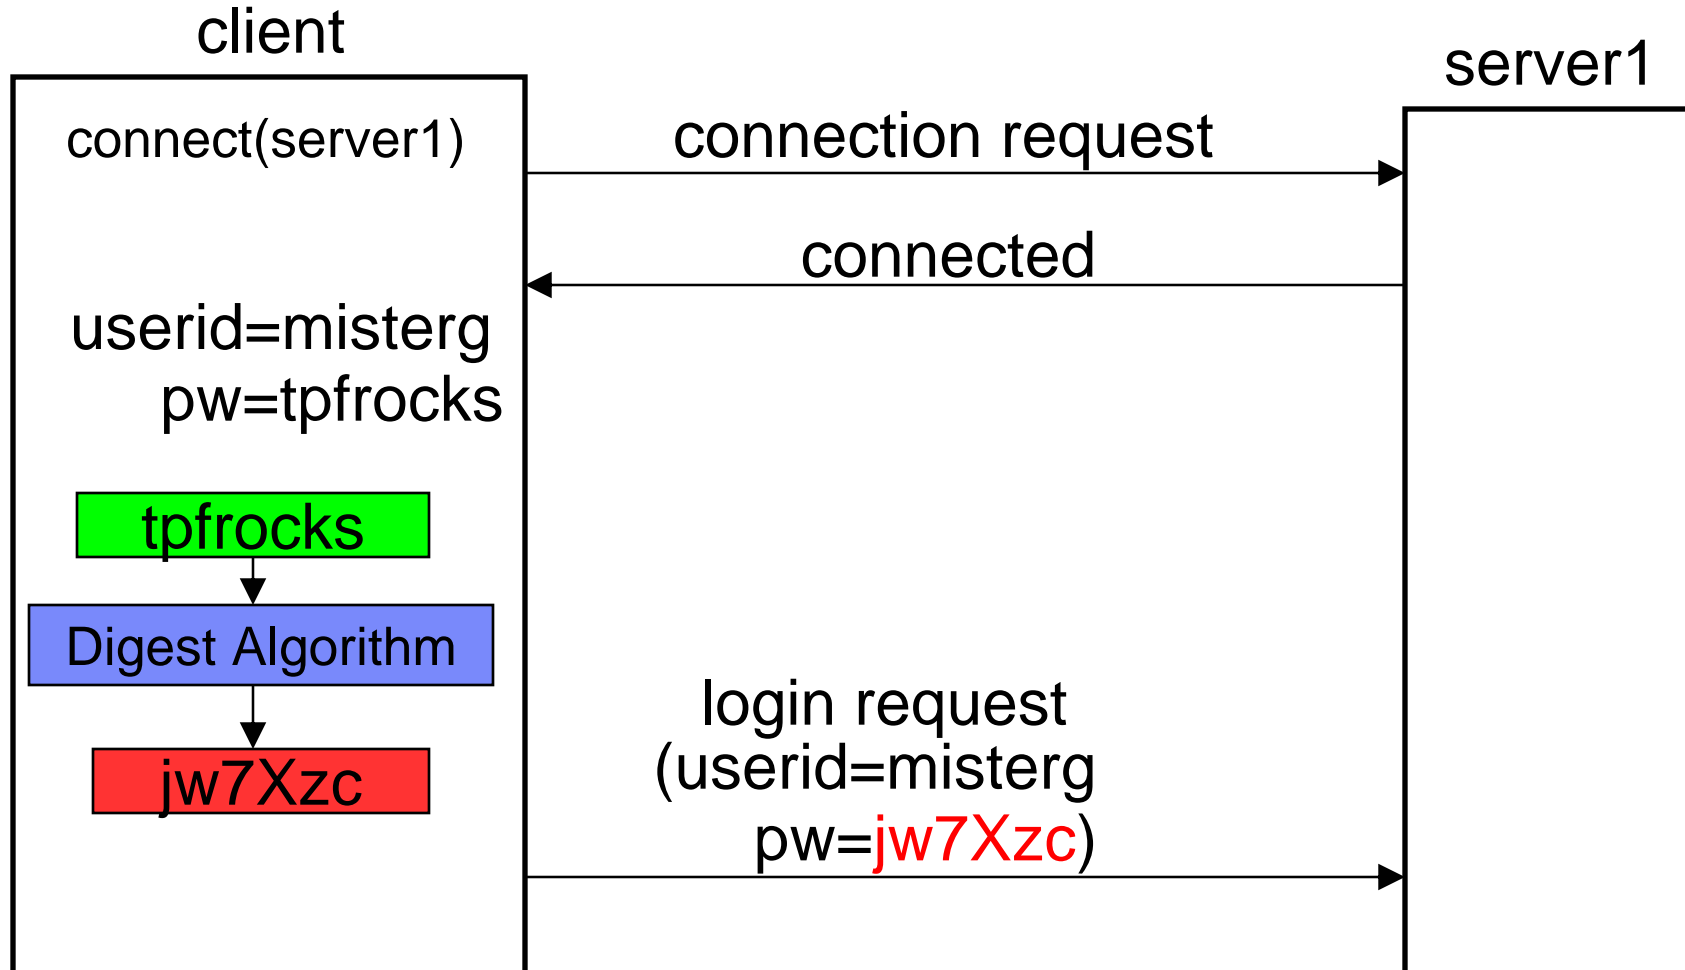 client
server1
connect(server1)
connection request
connected
userid=misterg
pw=tpfrocks
tpfrocks
Digest Algorithm
jw7Xzc
login request
(userid=misterg
pw=jw7Xzc)